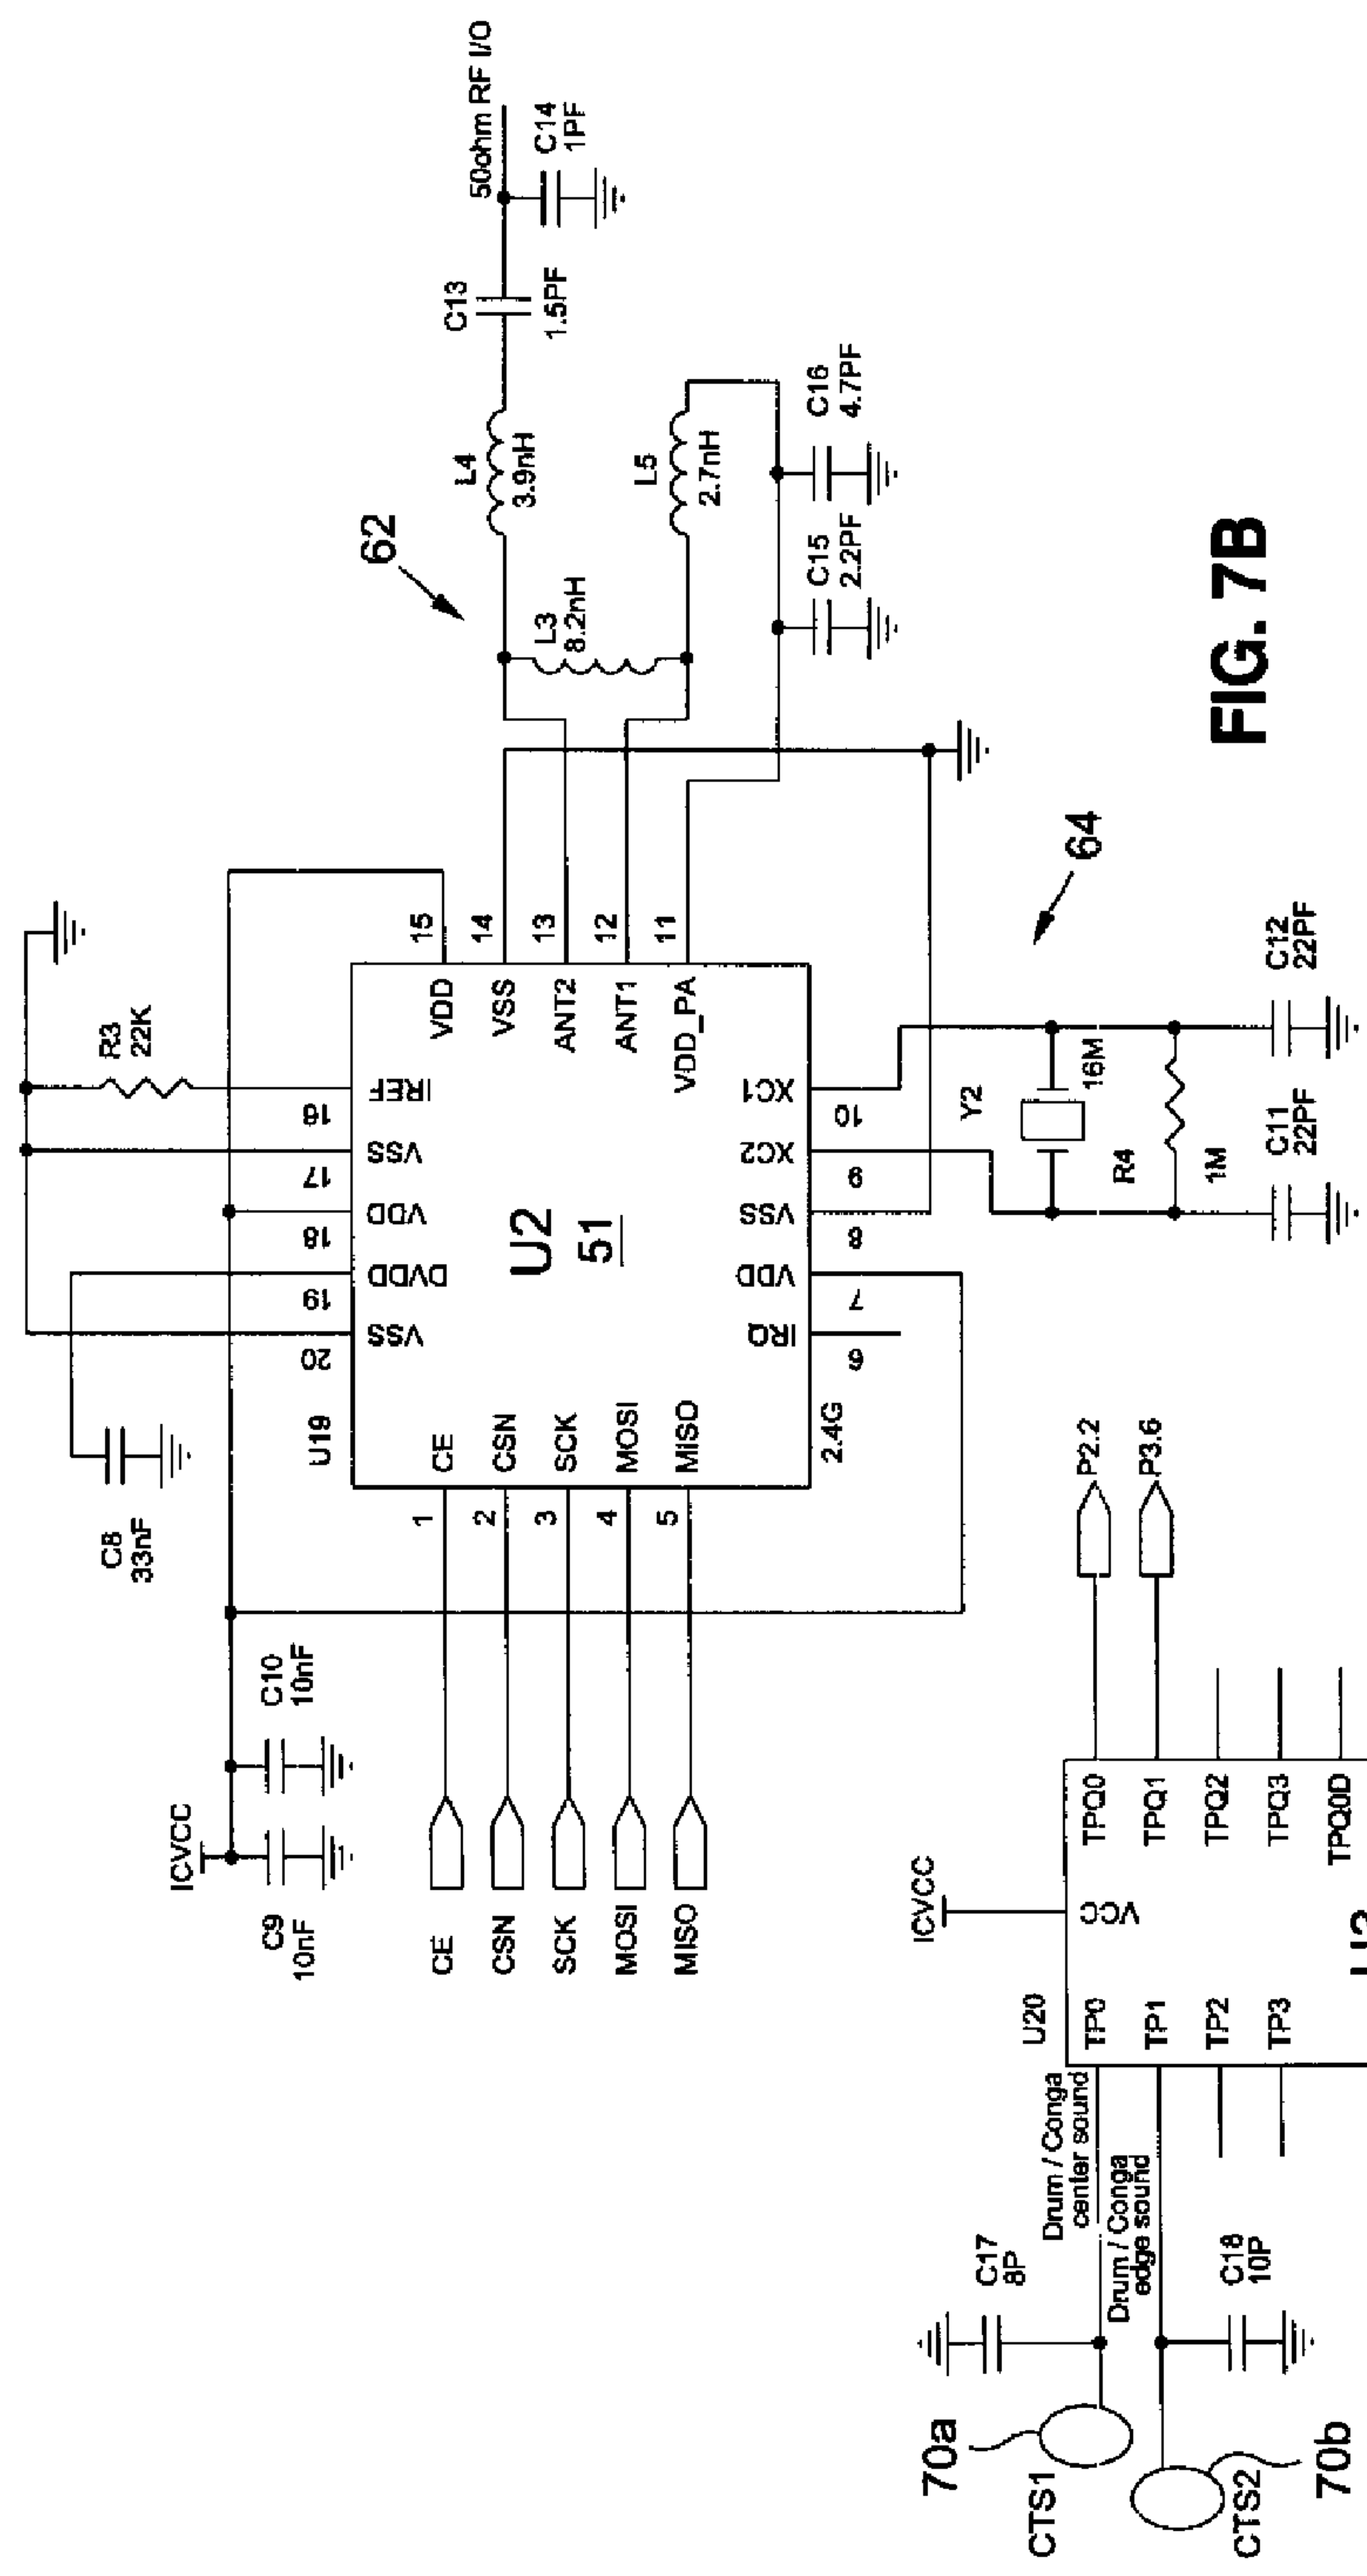 50ohm RF I/O
C14
1PF
C13
1.5PF
L4
3.9nH
62
L3
8.2nH
L5
2.7nH
C16
4.7PF
C15
2.2PF
R3
22K
C8
33nF
ICVCC
C9
10nF
C10
10nF
U19
U2
51
2.4G
20
VSS
19
DVDD
18
VDD
17
VSS
16
IREF
15
VDD
14
VSS
13
ANT2
12
ANT1
11
VDD_PA
CE
1
CE
CSN
2
CSN
SCK
3
SCK
MOSI
4
MOSI
MISO
5
MISO
IRQ
6
VDD
7
VSS
8
XC2
9
XC1
10
64
Y2
16M
R4
1M
C11
22PF
C12
22PF
FIG. 7B
ICVCC
U20
VCC
TP0
TP1
TP2
TP3
TPQ0
TPQ1
TPQ2
TPQ3
TPQ0D
P2.2
P3.6
Drum / Conga
center sound
Drum / Conga
edge sound
C17
8P
C18
10P
70a
CTS1
CTS2
70b